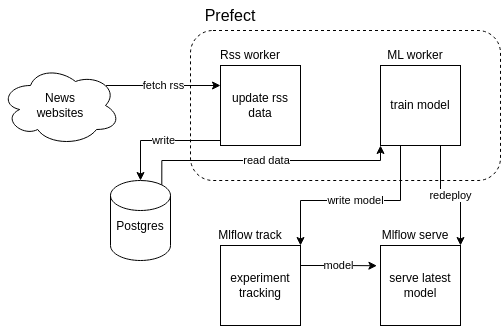 Prefect
Rss worker
ML worker
News
websites
fetch rss
update rss
data
train model
write
read data
Postgres
write model
redeploy
Mlflow track
Mlflow serve
experiment
tracking
model
serve latest
model